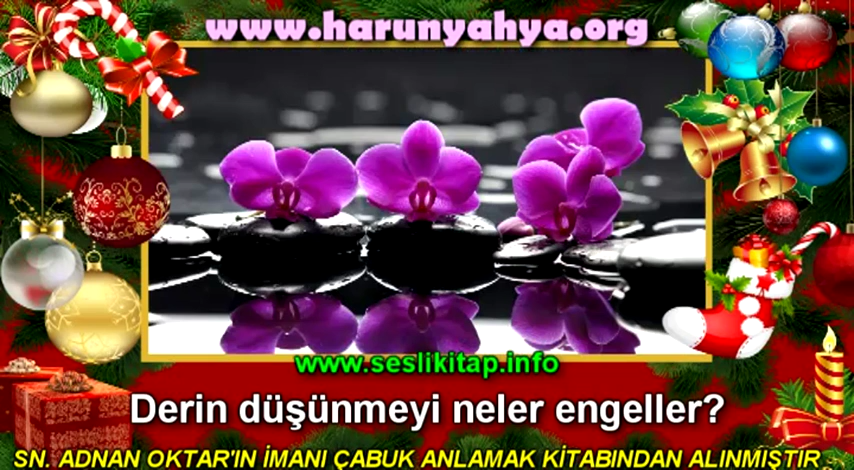 www.harunyahya.org
www.seslikitap.info
Derin düşünmeyi neler engeller?
SN. ADNAN OKTAR'IN İMANI ÇABUK ANLAMAK KİTABINDAN ALINMIŞTIR